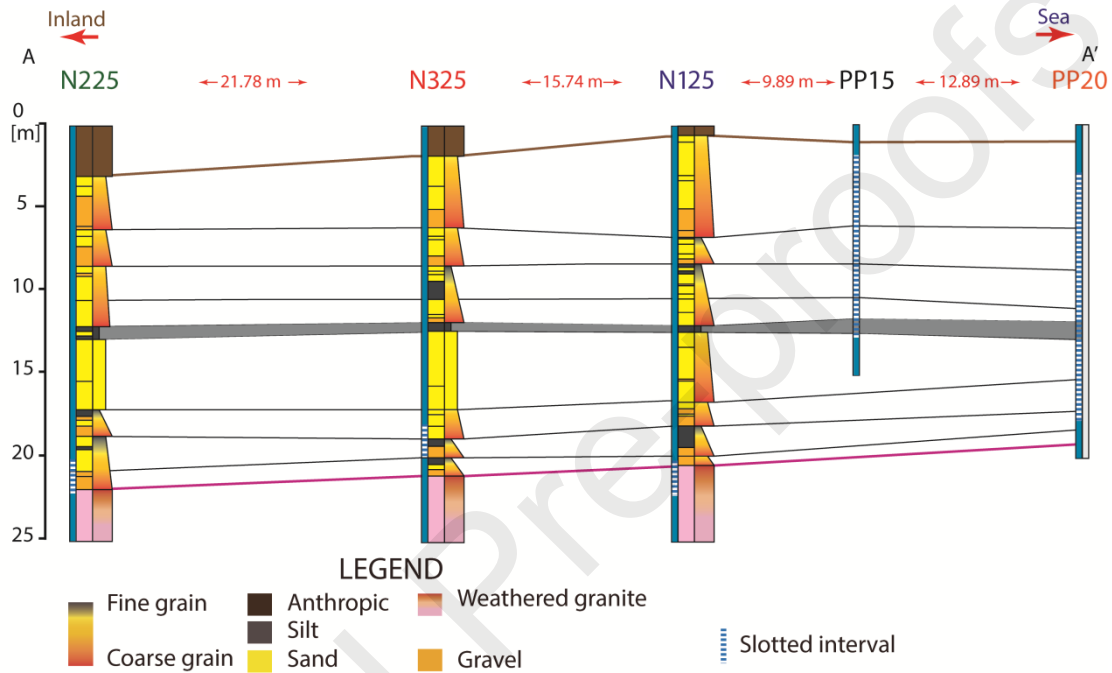 Inland
Sea
A
A'
N225
21.78 m
N325
15.74 m
N125
9.89 m
PP15
12.89 m
PP20
0
[m]
5
10
15
20
25
LEGEND
Fine grain
Anthropic
Weathered granite
Silt
Slotted interval
Coarse grain
Sand
Gravel
Pre-proofs